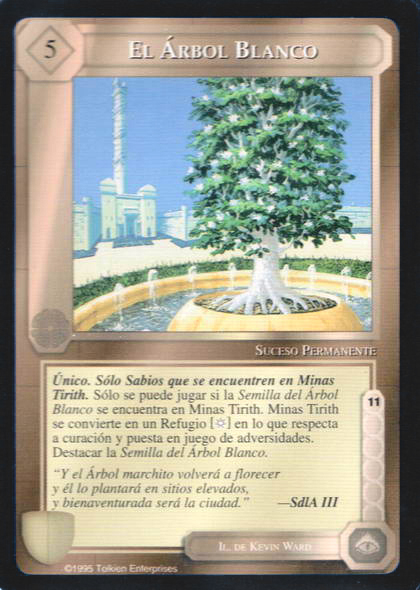 5
EL ÁRBOL BLANCO
SUCESO PERMANENTE
Único. Sólo Sabios que se encuentren en Minas
Tirith. Sólo se puede jugar si la Semilla del Árbol
Blanco se encuentra en Minas Tirith. Minas Tirith
se convierte en un Refugio [☼] en lo que respecta
a curación y puesta en juego de adversidades.
Destacar la Semilla del Árbol Blanco.
11
“Y el Árbol marchito volverá a florecer
y él lo plantará en sitios elevados,
y bienaventurada será la ciudad.” —SdlA III
IL. DE KEVIN WARD
©1995 Tolkien Enterprises